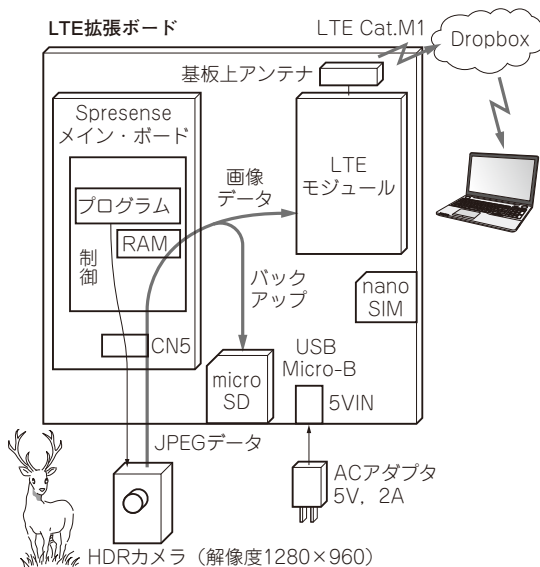 LTE拡張ボード
LTE Cat.M1
Dropbox
基板上アンテナ
Spresense
メイン・ボード
LTE
モジュール
画像
データ
プログラム
RAM
制
御
バック
アップ
nano
SIM
CN5
USB
Micro-B
micro
SD
5VIN
JPEGデータ
ACアダプタ
5V，2A
HDRカメラ（解像度1280×960）